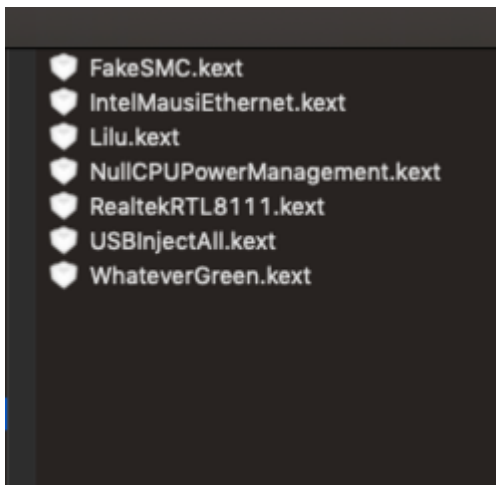 FakeSMC.kext
IntelMausiEthernet.kext
Lilu.kext
NullCPUPowerManagement.kext
RealtekRTL8111.kext
USBInjectAll.kext
WhateverGreen.kext